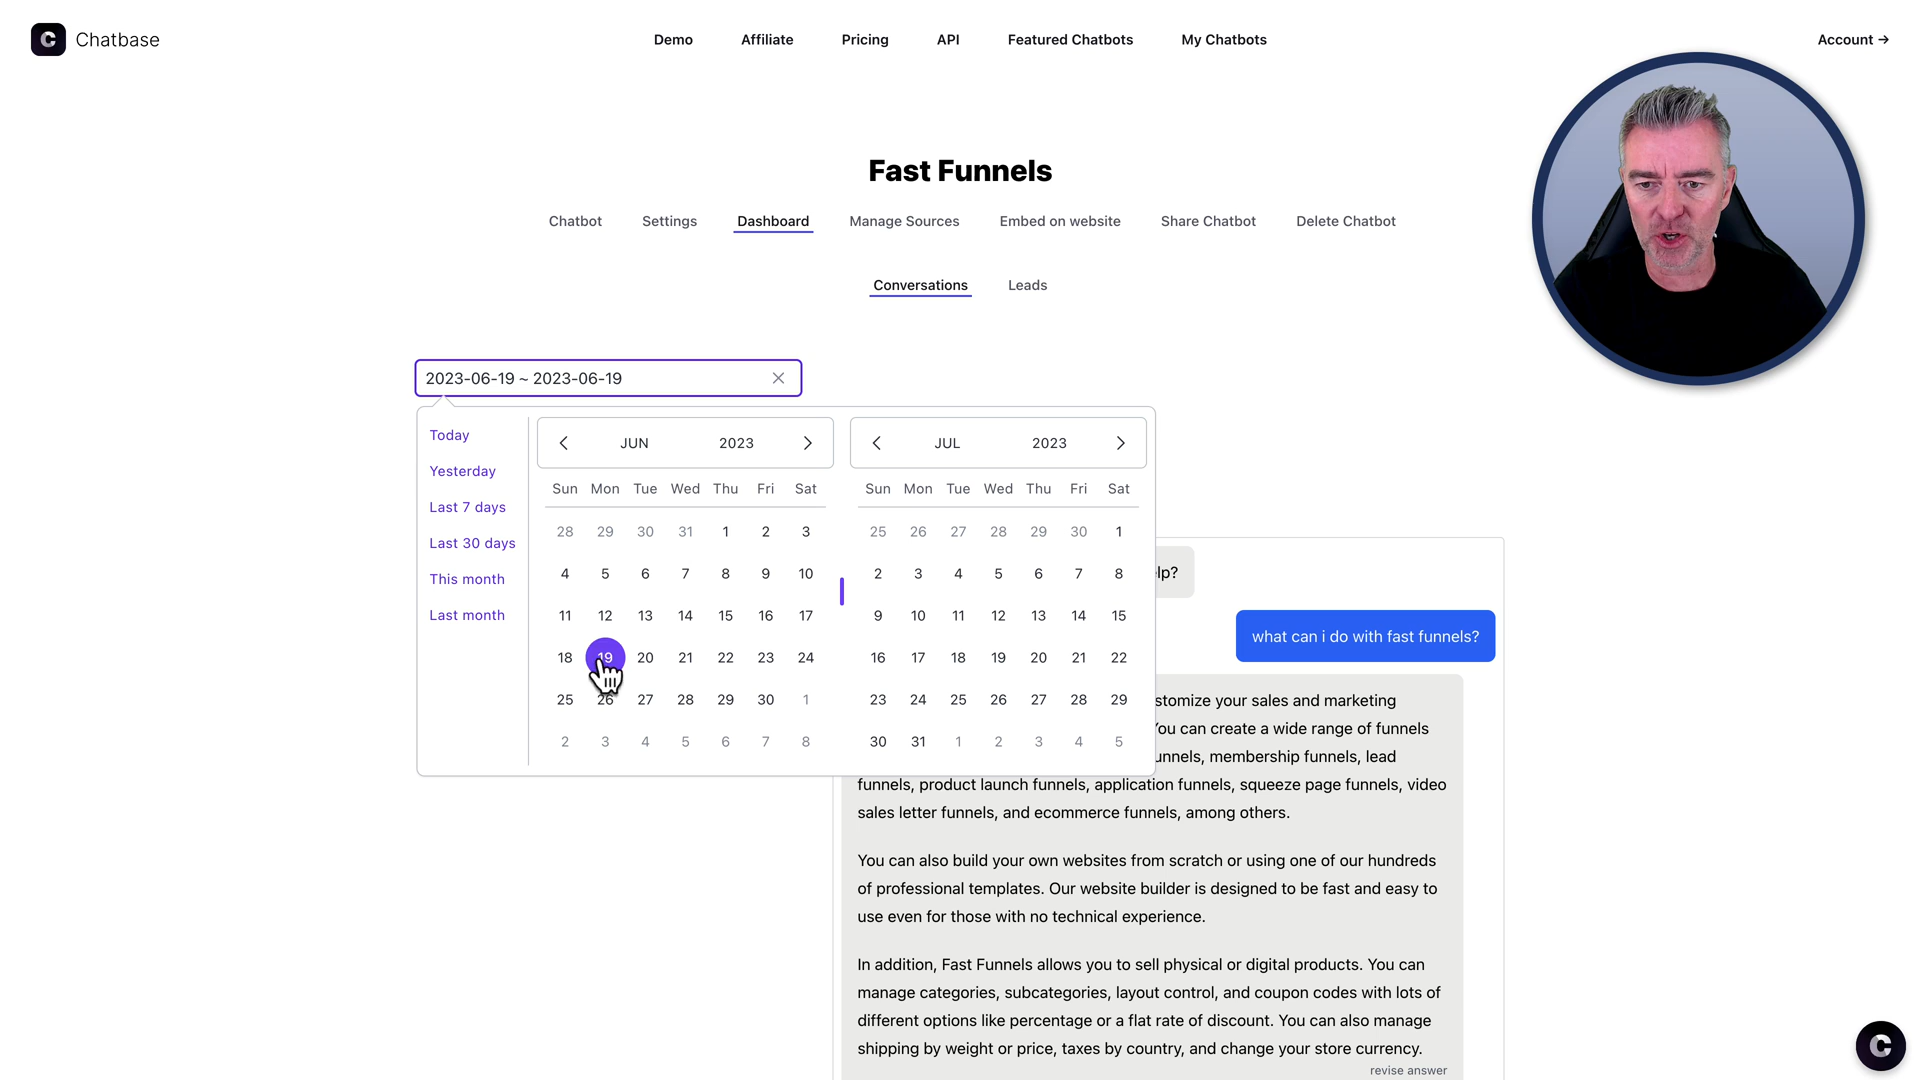 C Chatbase
Demo Affiliate Pricing API Featured Chatbots My Chatbots
Account →
Fast Funnels
Chatbot Settings Dashboard Manage Sources Embed on website Share Chatbot Delete Chatbot
Conversations Leads
2023-06-19 ~ 2023-06-19
Today
Yesterday
Last 7 days
Last 30 days
This month
Last month
JUN 2023
Sun Mon Tue Wed Thu Fri Sat
28 29 30 31 1 2 3
4 5 6 7 8 9 10
11 12 13 14 15 16 17
18 19 20 21 22 23 24
25 26 27 28 29 30 1
2 3 4 5 6 7 8
JUL 2023
Sun Mon Tue Wed Thu Fri Sat
25 26 27 28 29 30 1
2 3 4 5 6 7 8
9 10 11 12 13 14 15
16 17 18 19 20 21 22
23 24 25 26 27 28 29
30 31 1 2 3 4 5
lp?
what can i do with fast funnels?
stomize your sales and marketing
You can create a wide range of funnels
unnels, membership funnels, lead
funnels, product launch funnels, application funnels, squeeze page funnels, video
sales letter funnels, and ecommerce funnels, among others.
You can also build your own websites from scratch or using one of our hundreds
of professional templates. Our website builder is designed to be fast and easy to
use even for those with no technical experience.
In addition, Fast Funnels allows you to sell physical or digital products. You can
manage categories, subcategories, layout control, and coupon codes with lots of
different options like percentage or a flat rate of discount. You can also manage
shipping by weight or price, taxes by country, and change your store currency.
revise answer
C